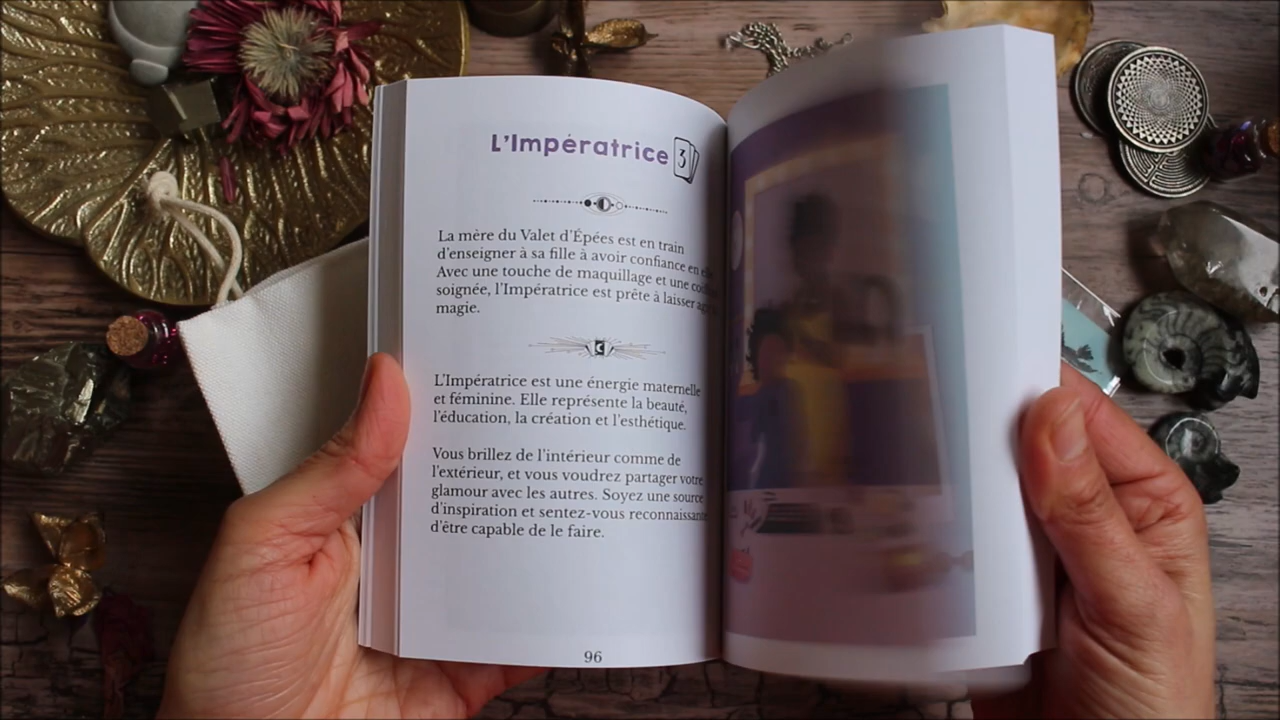 L'Impératrice 3
La mère du Valet d'Épées est en train
d'enseigner à sa fille à avoir confiance en
Avec une touche de maquillage et une
soignée, l'Impératrice est prête à laisser
magie.
L'Impératrice est une énergie maternelle
et féminine. Elle représente la beauté,
l'éducation, la création et l'esthétique.
Vous brillez de l'intérieur comme de
l'extérieur, et vous voudrez partager votre
glamour avec les autres. Soyez une source
d'inspiration et sentez-vous reconnaissante
d'être capable de le faire.
96